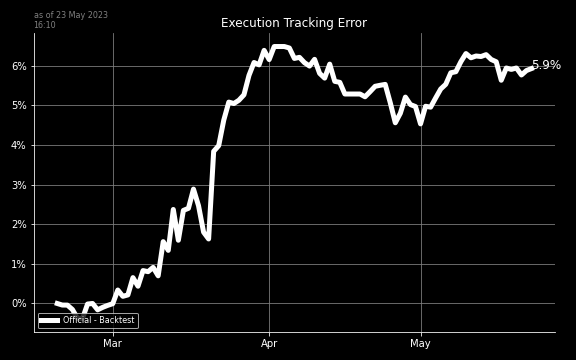 as of 23 May 2023
16:10
Execution Tracking Error
6%
5%
4%
3%
2%
1%
0%
5.9%
Official - Backtest
Mar
Apr
May